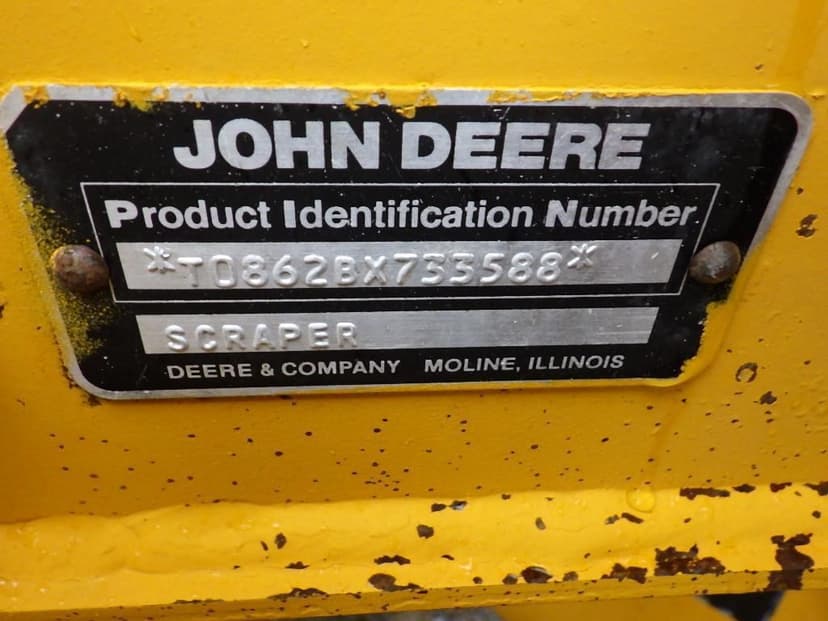 JOHN DEERE
Product Identification Number
*T0862BX733588*
SCRAPER
DEERE & COMPANY MOLINE, ILLINOIS